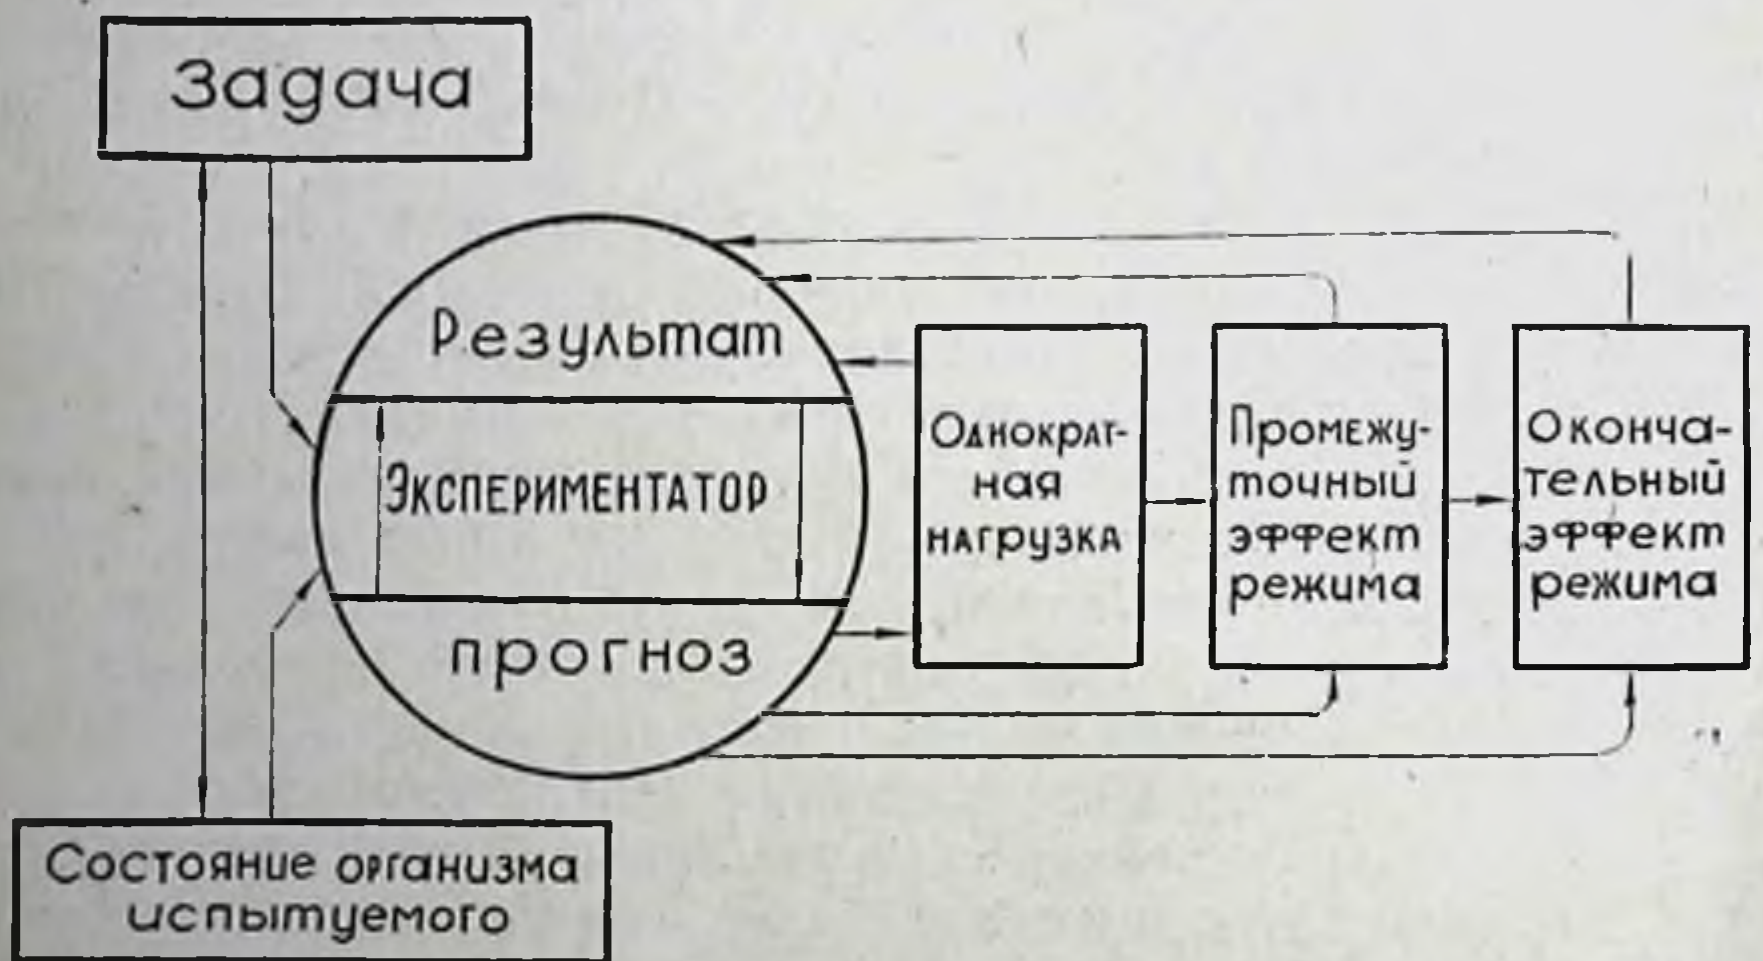 Задача
Результат
Экспериментатор
прогноз
Однократ-
ная
нагрузка
Промежу-
точный
эффект
режима
Оконча-
тельный
эффект
режима
Состояние организма
испытуемого